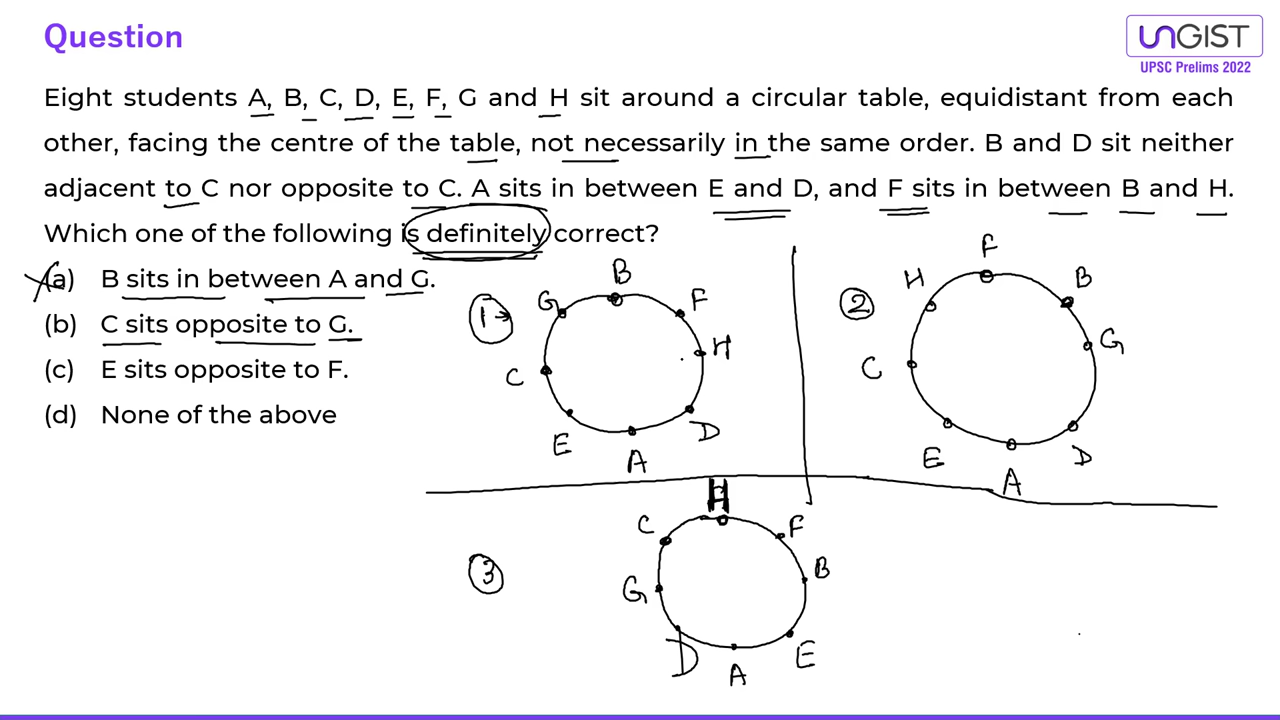 Question
UNGIST
UPSC Prelims 2022
Eight students A, B, C, D, E, F, G and H sit around a circular table, equidistant from each
other, facing the centre of the table, not necessarily in the same order. B and D sit neither
adjacent to C nor opposite to C. A sits in between E and D, and F sits in between B and H.
Which one of the following is definitely correct?
(a) B sits in between A and G.
(b) C sits opposite to G.
(c) E sits opposite to F.
(d) None of the above
1
B
G
F
H
C
D
E
A
2
F
H
B
G
C
E
D
A
3
H
C
F
B
G
D
E
A